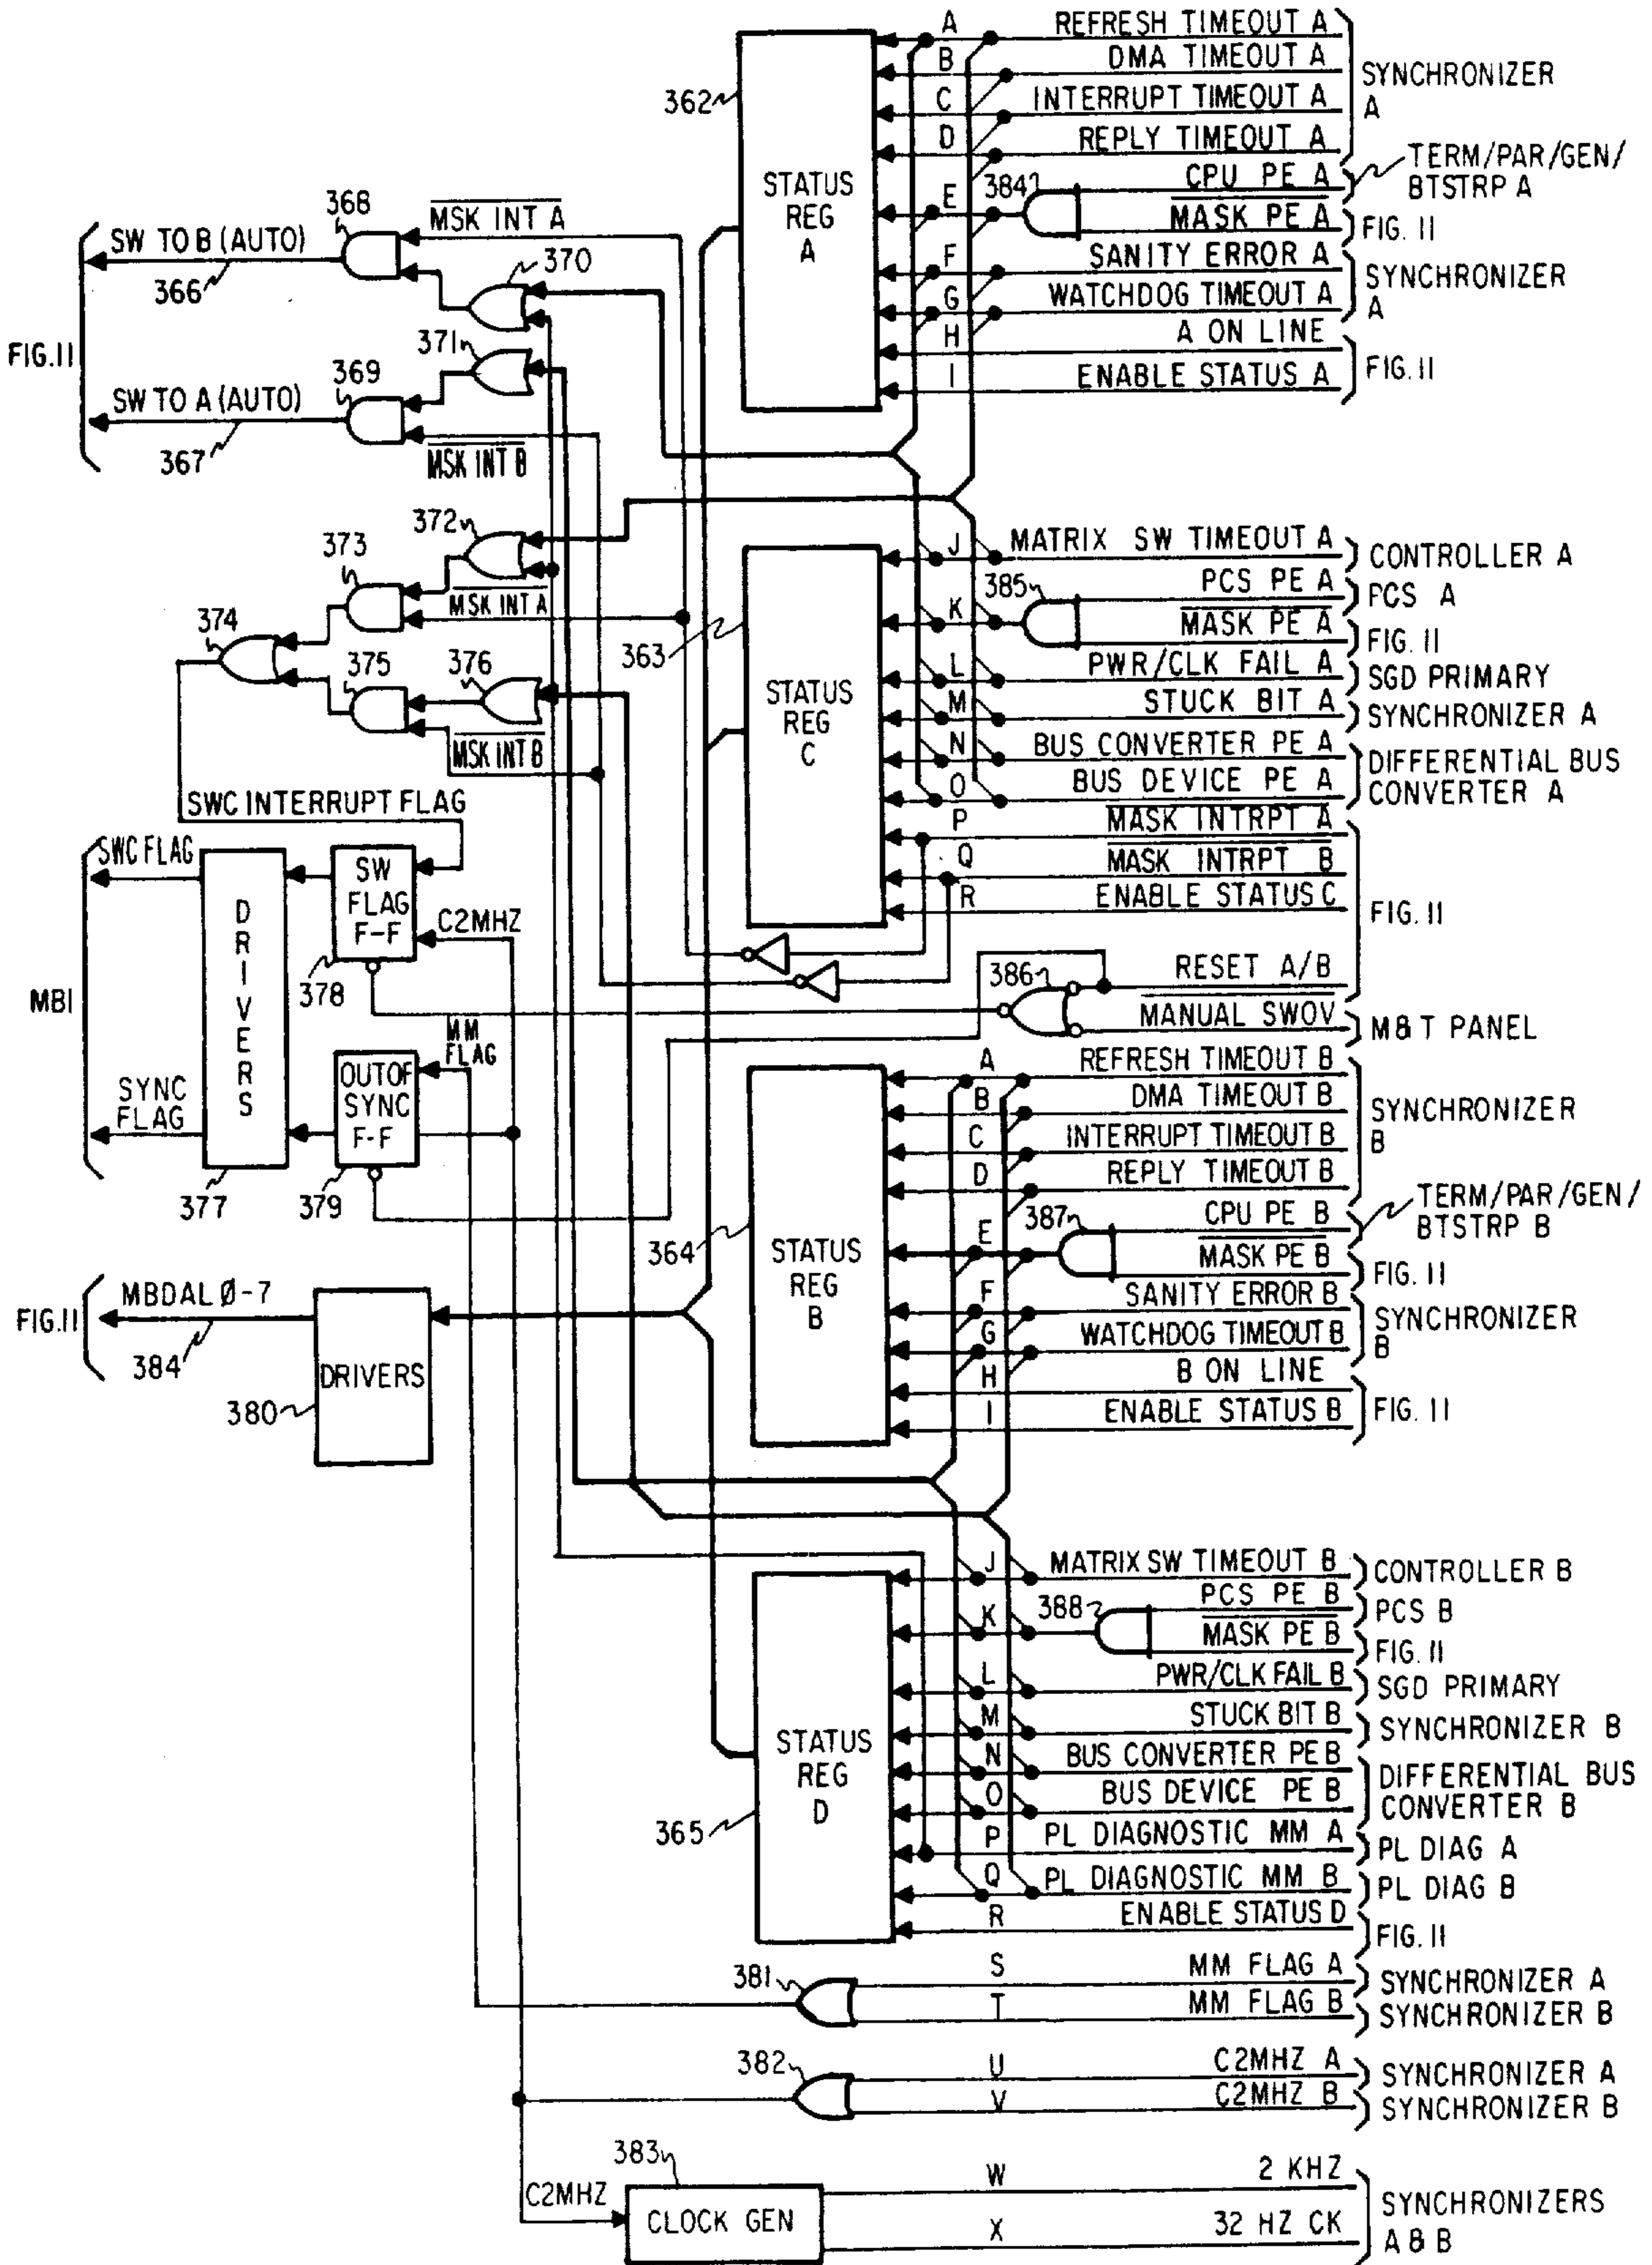 A REFRESH TIMEOUT A
B DMA TIMEOUT A
C INTERRUPT TIMEOUT A
D REPLY TIMEOUT A
SYNCHRONIZER
A
362
STATUS
REG
A
384
E CPU PE A
TERM/PAR/GEN/
BTSTRP A
MASK PE A
FIG. 11
F SANITY ERROR A
G WATCHDOG TIMEOUT A
SYNCHRONIZER
A
H A ON LINE
I ENABLE STATUS A
FIG. 11
368
MSK INT A
SW TO B (AUTO)
366
370
371
FIG. 11
369
SW TO A (AUTO)
367
MSK INT B
372
373
MSK INT A
374
375
376
MSK INT B
SWC INTERRUPT FLAG
J MATRIX SW TIMEOUT A
CONTROLLER A
385
PCS PE A
PCS A
K
MASK PE A
FIG. 11
363
STATUS
REG
C
L PWR/CLK FAIL A
SGD PRIMARY
M STUCK BIT A
SYNCHRONIZER A
N BUS CONVERTER PE A
O BUS DEVICE PE A
DIFFERENTIAL BUS
CONVERTER A
P MASK INTRPT A
Q MASK INTRPT B
R ENABLE STATUS C
FIG. 11
386
RESET A/B
MANUAL SWOV
M & T PANEL
SWC FLAG
SW
FLAG
F-F
C2MHZ
378
DRIVERS
MBI
MM
FLAG
OUT OF
SYNC
F-F
SYNC
FLAG
377
379
A REFRESH TIMEOUT B
B DMA TIMEOUT B
C INTERRUPT TIMEOUT B
D REPLY TIMEOUT B
SYNCHRONIZER
B
364
STATUS
REG
B
387
E CPU PE B
TERM/PAR/GEN/
BTSTRP B
MASK PE B
FIG. 11
F SANITY ERROR B
G WATCHDOG TIMEOUT B
SYNCHRONIZER
B
H B ON LINE
I ENABLE STATUS B
FIG. 11
FIG. 11
MBDAL Ø-7
384
DRIVERS
380
J MATRIX SW TIMEOUT B
CONTROLLER B
388
PCS PE B
PCS B
K
MASK PE B
FIG. 11
L PWR/CLK FAIL B
SGD PRIMARY
365
STATUS
REG
D
M STUCK BIT B
SYNCHRONIZER B
N BUS CONVERTER PE B
O BUS DEVICE PE B
DIFFERENTIAL BUS
CONVERTER B
P PL DIAGNOSTIC MM A
PL DIAG A
Q PL DIAGNOSTIC MM B
PL DIAG B
R ENABLE STATUS D
FIG. 11
381
S MM FLAG A
SYNCHRONIZER A
T MM FLAG B
SYNCHRONIZER B
382
U C2MHZ A
SYNCHRONIZER A
V C2MHZ B
SYNCHRONIZER B
383
C2MHZ
CLOCK GEN
W 2 KHZ
X 32 HZ CK
SYNCHRONIZERS
A & B